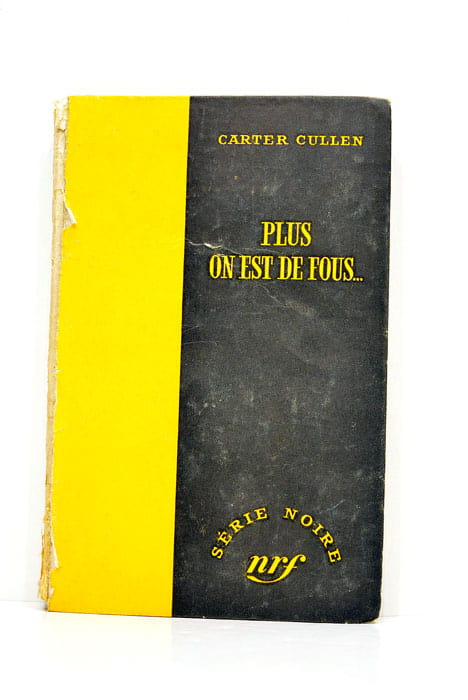 CARTER CULLEN
PLUS
ON EST DE FOUS...
SÉRIE NOIRE
nrf